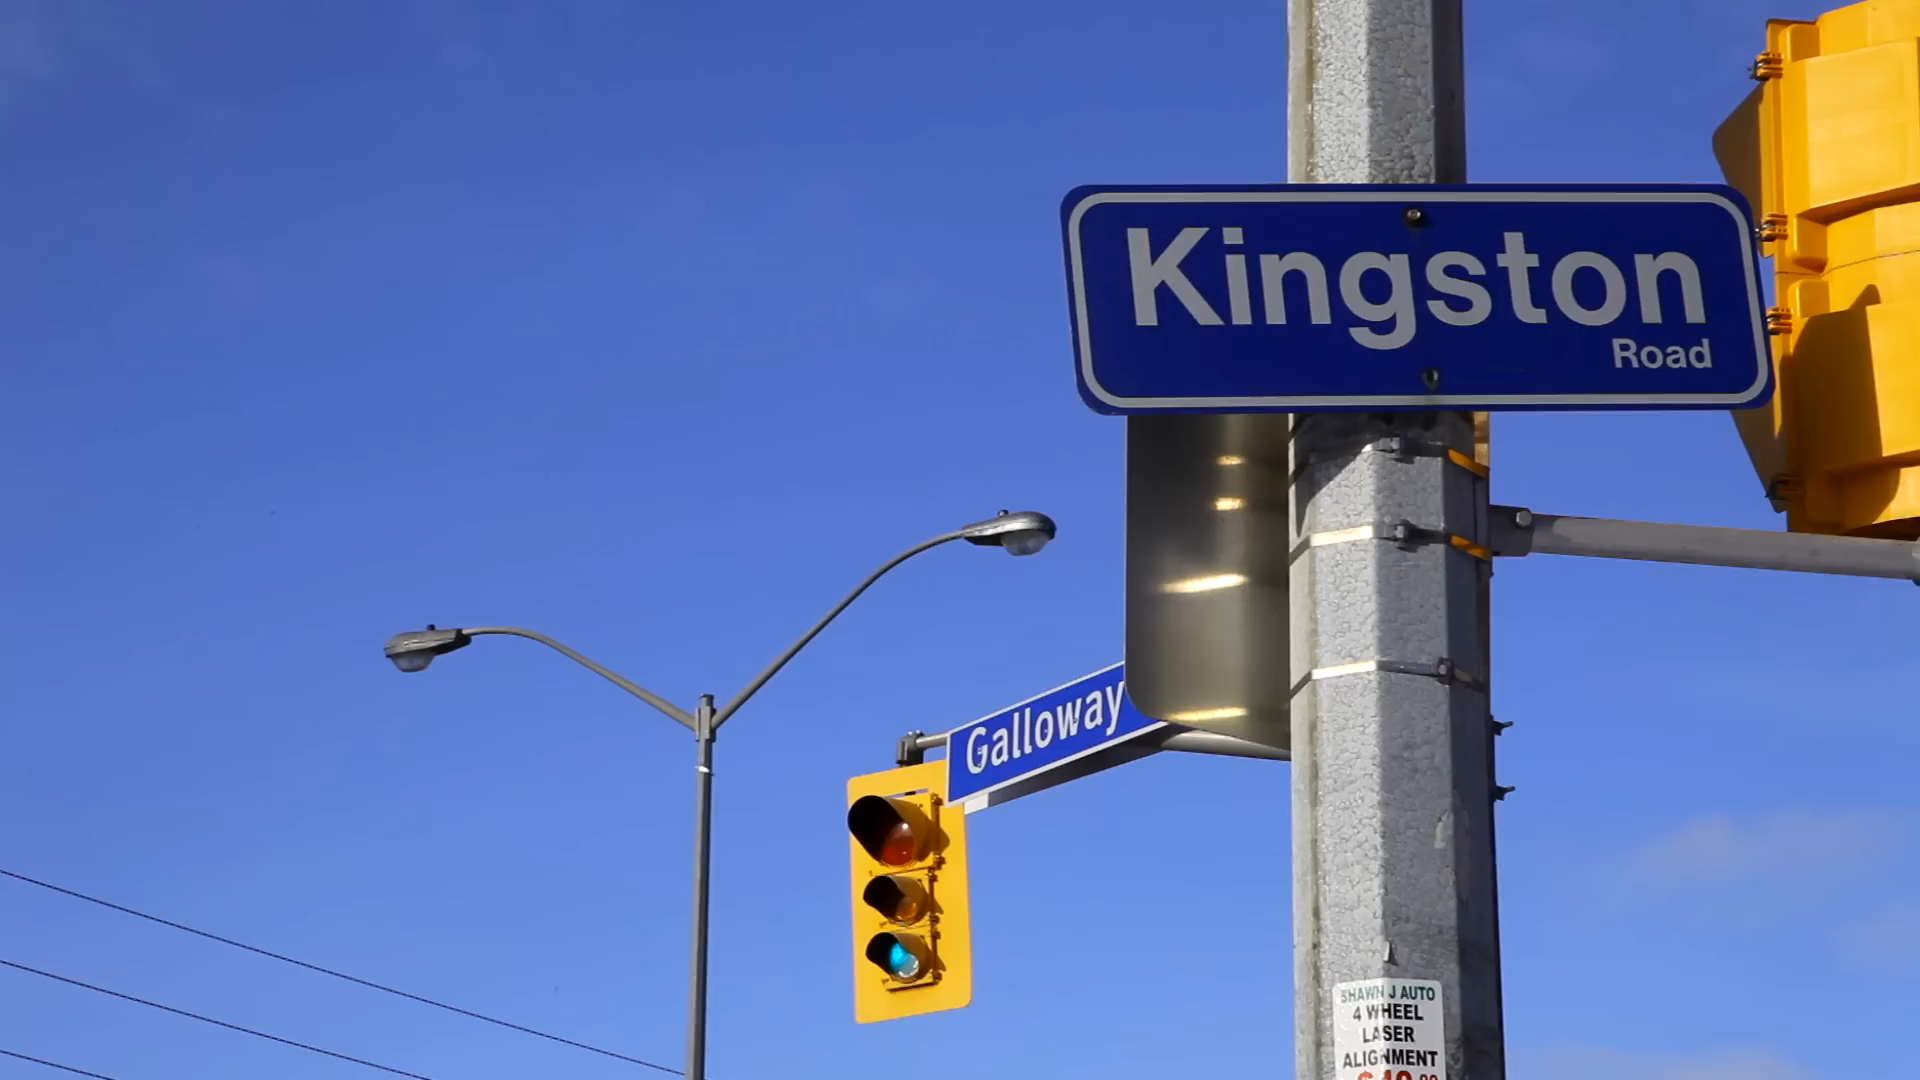 Kingston
Road
Galloway
SHAWN J AUTO
4 WHEEL
LASER
ALIGNMENT